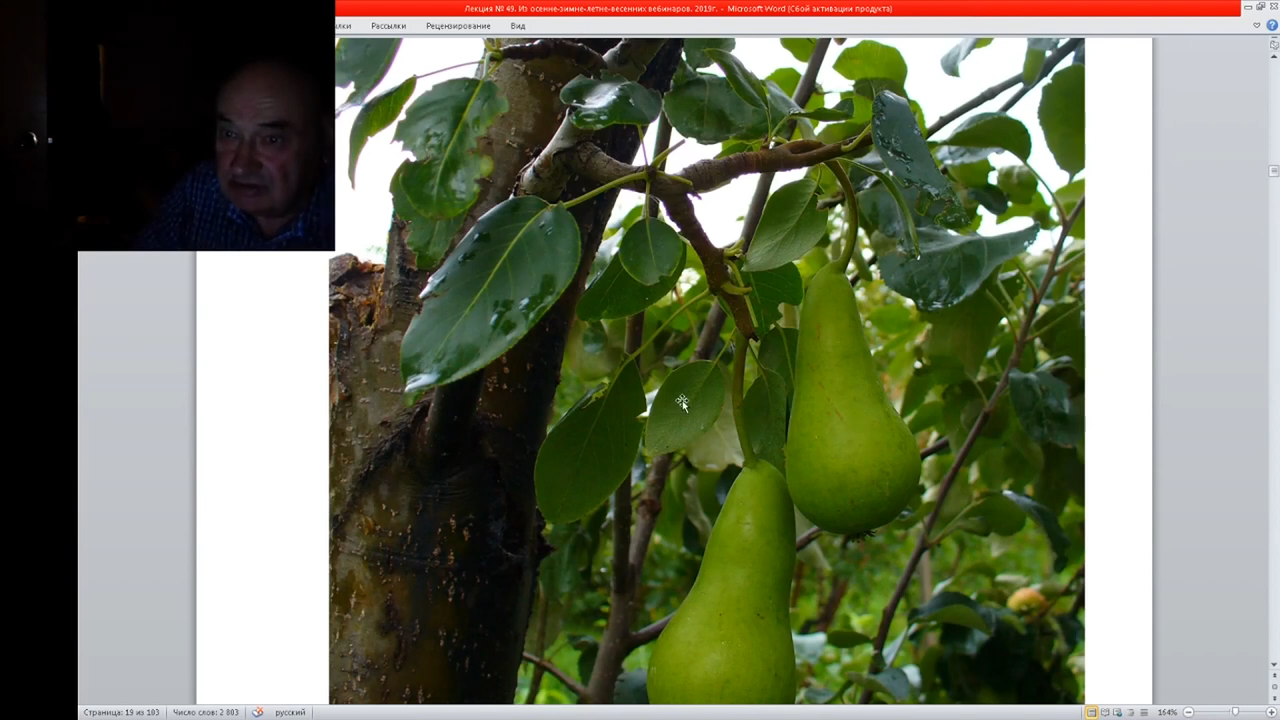 Лекция № 49. Из осенне-зимне-летне-весенних вебинаров. 2019г. - Microsoft Word (Сбой активации продукта)
лки Рассылки Рецензирование Вид
Страница: 19 из 103 Число слов: 2 803 русский 164%